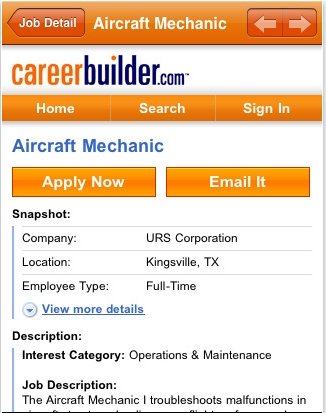 Job Detail Aircraft Mechanic
careerbuilder.com™
Home Search Sign In
Aircraft Mechanic
Apply Now Email It
Snapshot:
Company: URS Corporation
Location: Kingsville, TX
Employee Type: Full-Time
View more details
Description:
Interest Category: Operations & Maintenance
Job Description:
The Aircraft Mechanic I troubleshoots malfunctions in